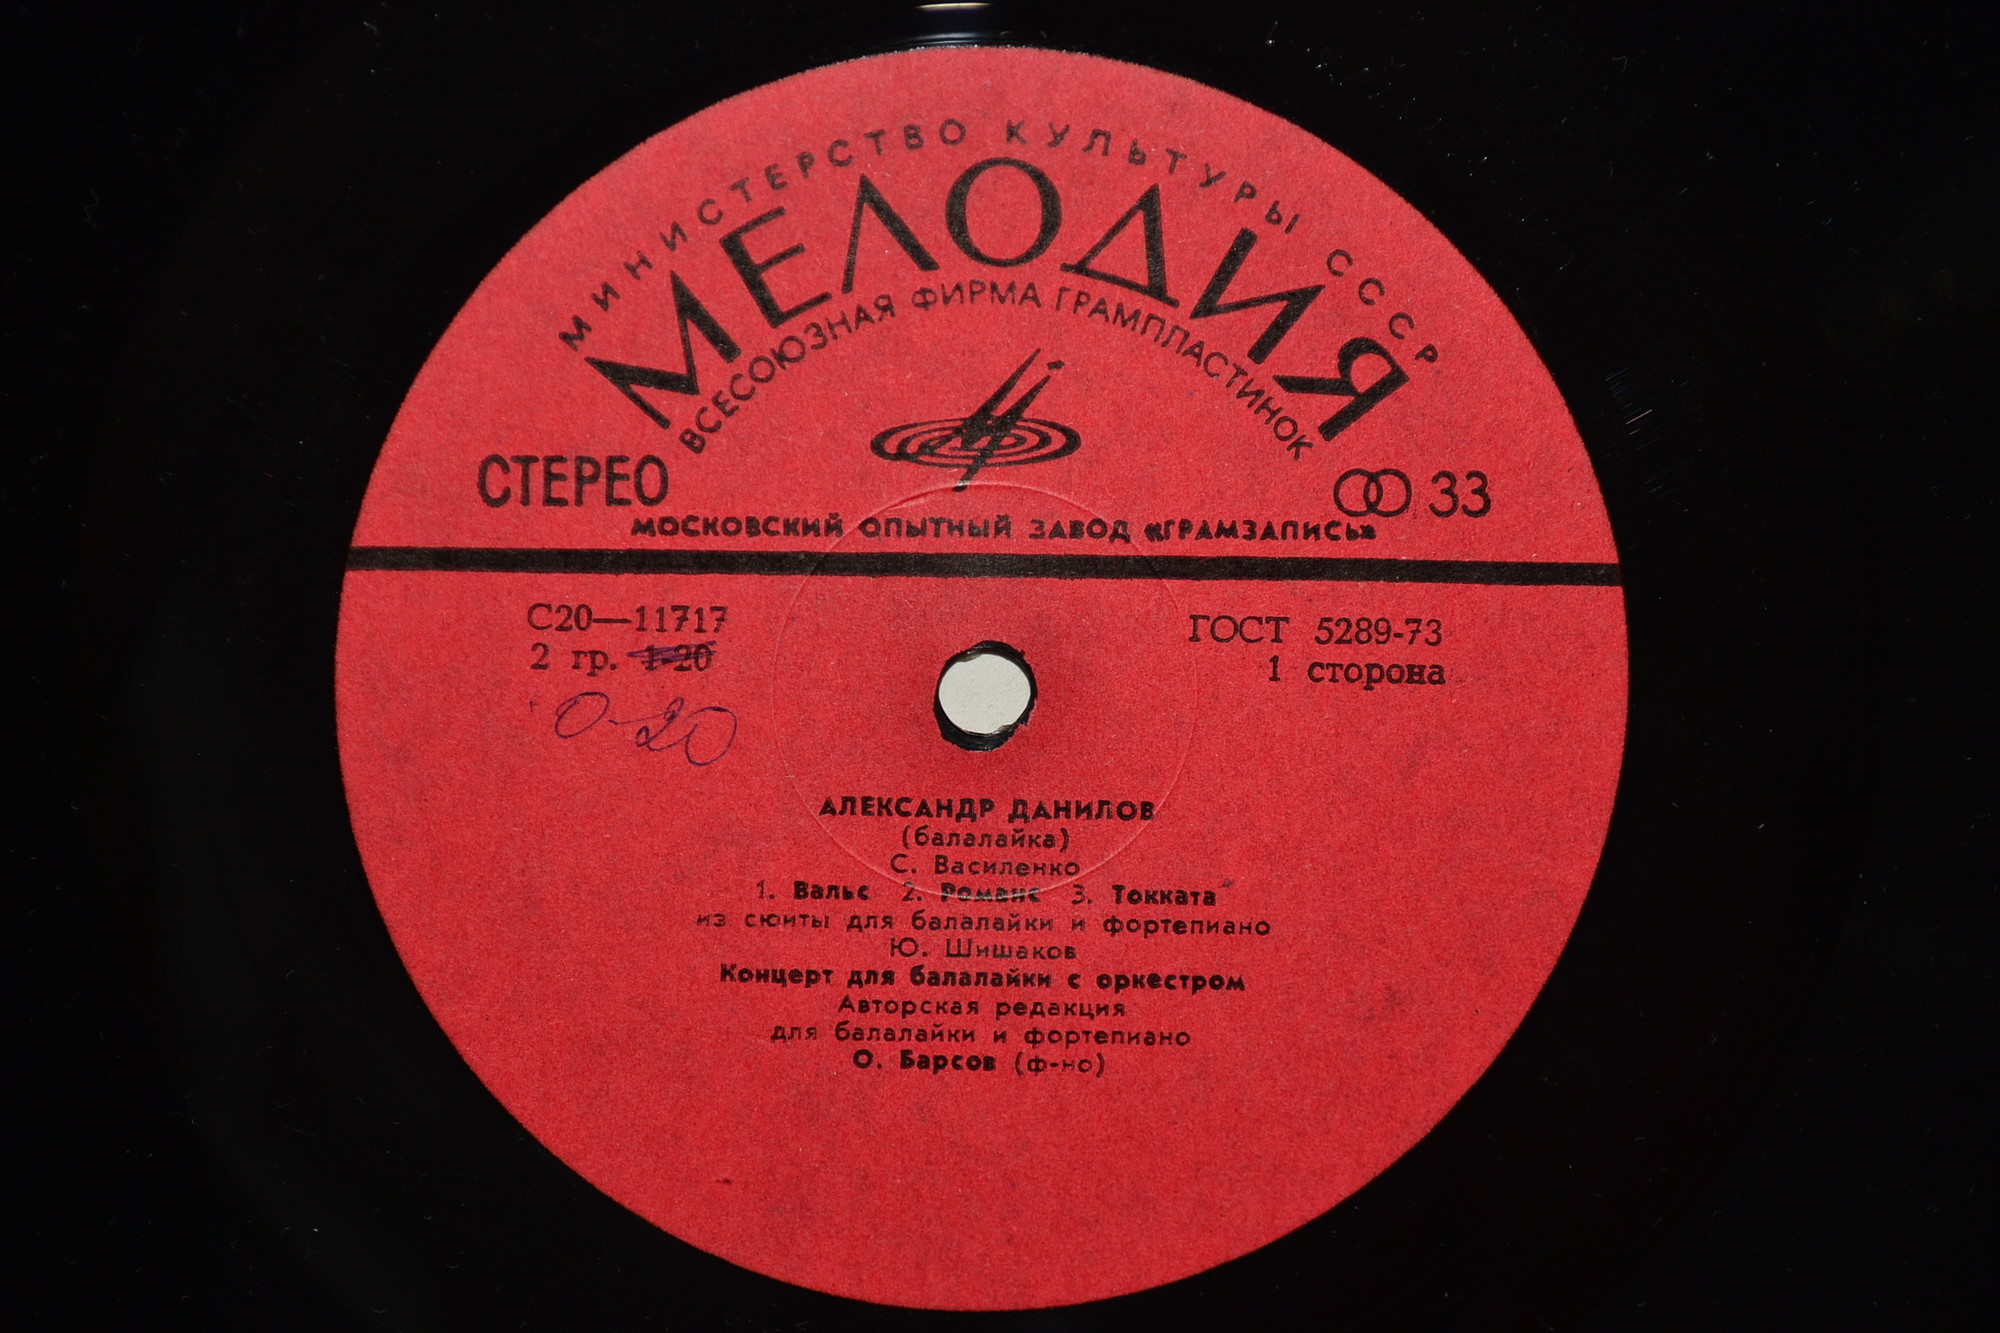 МИНИСТЕРСТВО КУЛЬТУРЫ СССР
МЕЛОДИЯ
ВСЕСОЮЗНАЯ ФИРМА ГРАМПЛАСТИНОК
СТЕРЕО
33
МОСКОВСКИЙ ОПЫТНЫЙ ЗАВОД «ГРАМЗАПИСЬ»
С20—11717
2 гр. 1-20
0-20
ГОСТ 5289-73
1 сторона
АЛЕКСАНДР ДАНИЛОВ
(балалайка)
С. Василенко
1. Вальс 2. Романс 3. Токката
из сюиты для балалайки и фортепиано
Ю. Шишаков
Концерт для балалайки с оркестром
Авторская редакция
для балалайки и фортепиано
О. Барсов (ф-но)